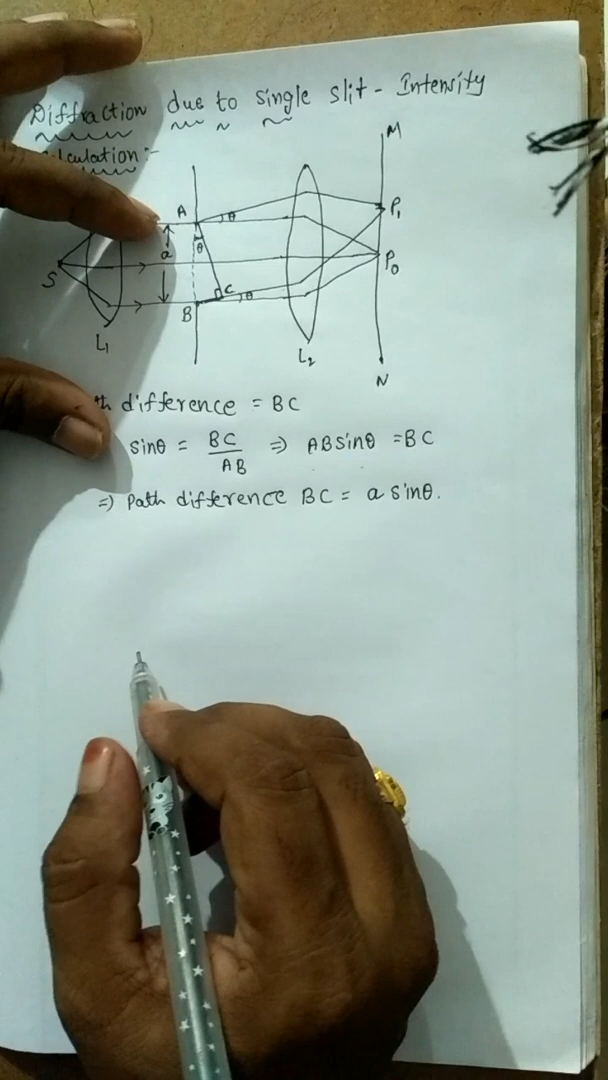 Diffraction due to single slit - Intensity
:-
M
A
θ
P₁
θ
a
S
P₀
C
θ
B
L₁
L₂
N
difference = BC
sinθ = BC/AB ⇒ ABsinθ = BC
⇒ Path difference BC = a sinθ.